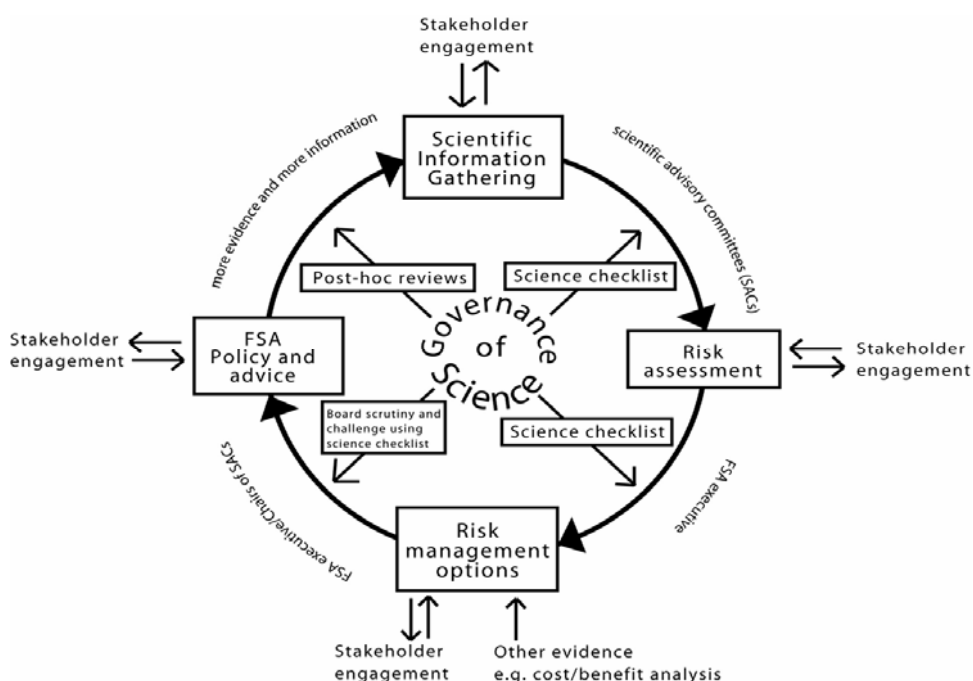 Stakeholder
engagement
Scientific
Information
Gathering
more evidence and more information
scientific advisory committees (SACs)
Post-hoc reviews
Science checklist
Governance
of
Science
Stakeholder
engagement
FSA
Policy and
advice
Risk
assessment
Stakeholder
engagement
Board scrutiny and
challenge using
science checklist
Science checklist
FSA executive/Chairs of SACs
FSA executive
Risk
management
options
Stakeholder
engagement
Other evidence
e.g. cost/benefit analysis